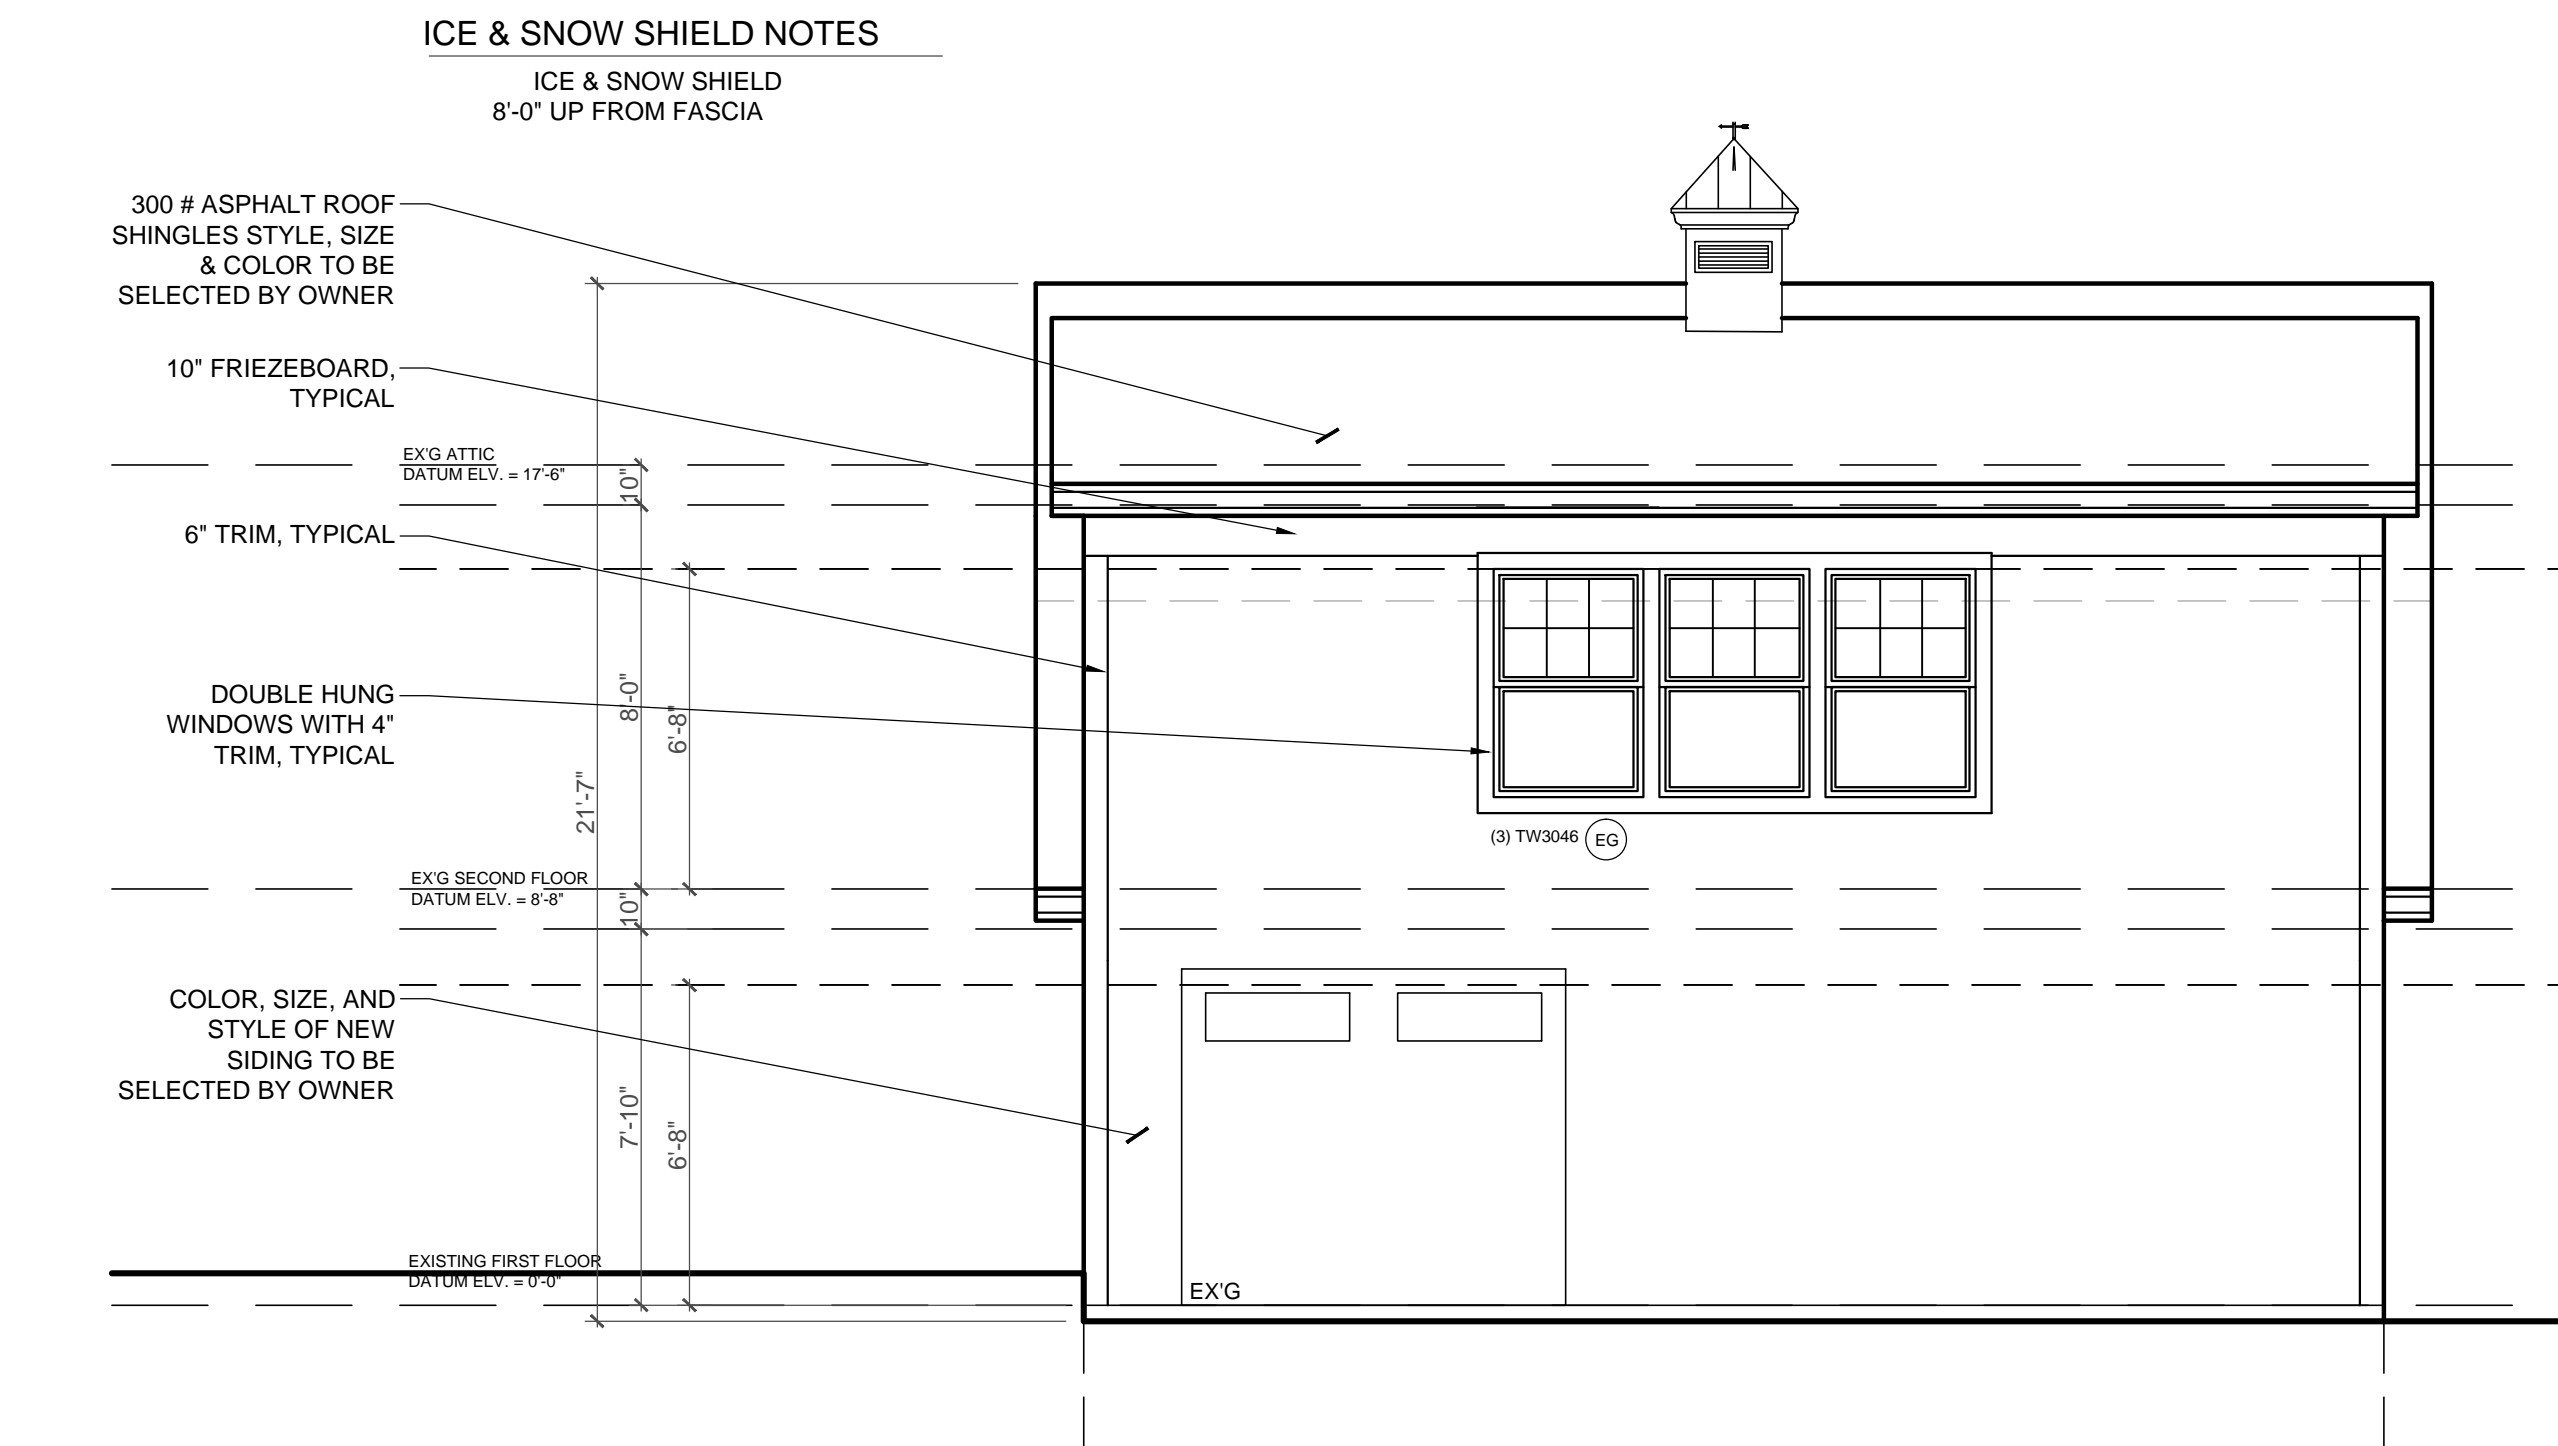 ICE & SNOW SHIELD NOTES
ICE & SNOW SHIELD
8'-0" UP FROM FASCIA
300 # ASPHALT ROOF
SHINGLES STYLE, SIZE
& COLOR TO BE
SELECTED BY OWNER
10" FRIEZEBOARD,
TYPICAL
EX'G ATTIC
DATUM ELV. = 17'-6"
10"
6" TRIM, TYPICAL
8'-0"
6'-8"
DOUBLE HUNG
WINDOWS WITH 4"
TRIM, TYPICAL
21'-7"
(3) TW3046
EG
EX'G SECOND FLOOR
DATUM ELV. = 8'-8"
10"
COLOR, SIZE, AND
STYLE OF NEW
SIDING TO BE
SELECTED BY OWNER
7'-10"
6'-8"
EXISTING FIRST FLOOR
DATUM ELV. = 0'-0"
EX'G